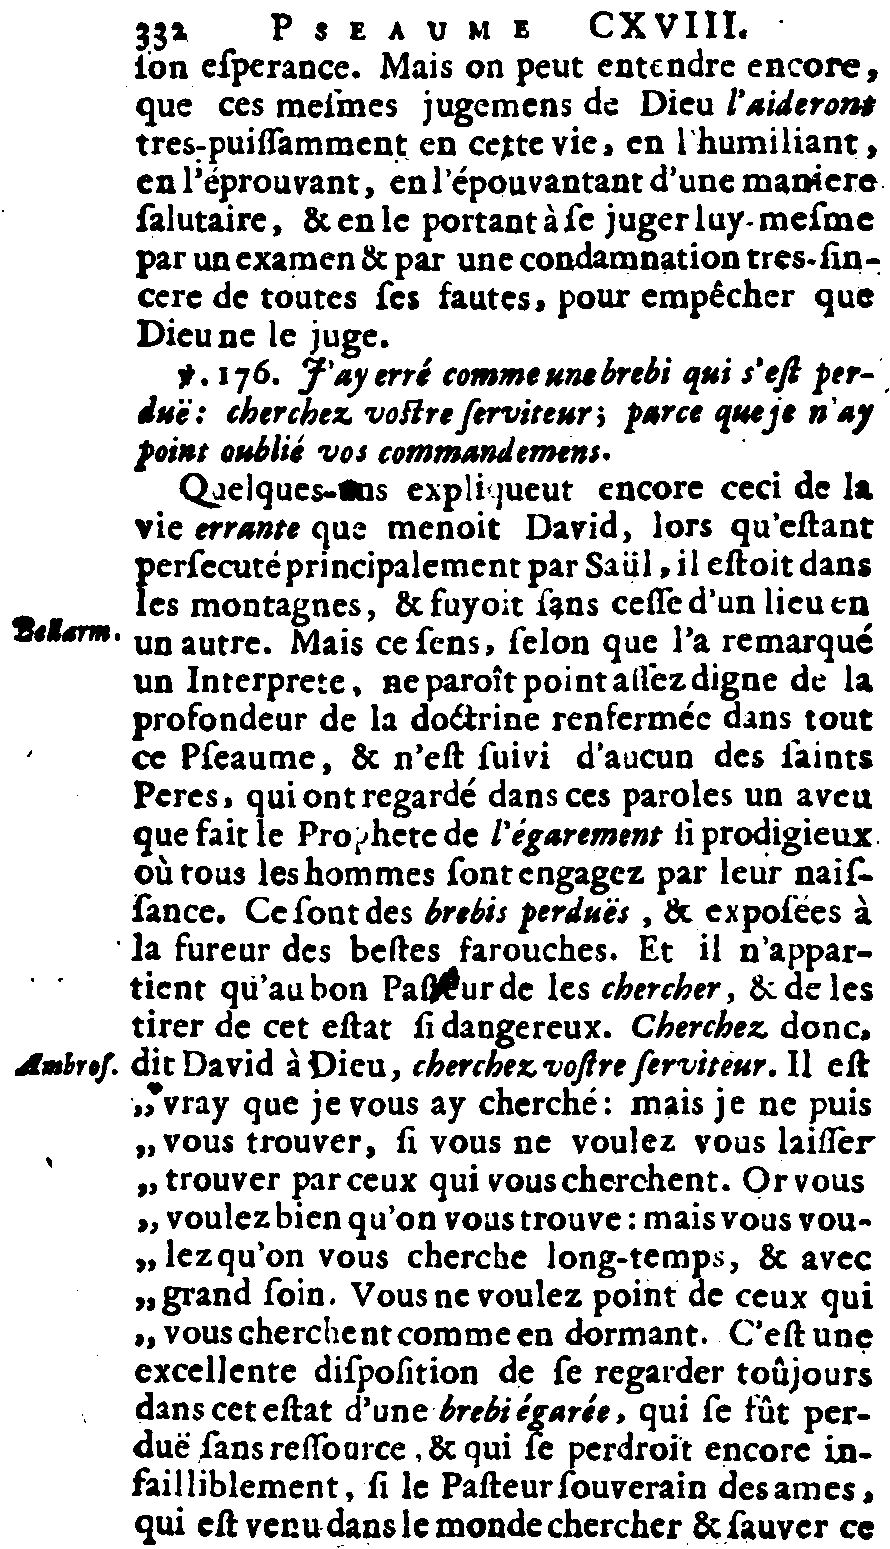 332 PSEAUME CXVIII.
ſon eſperance. Mais on peut entendre encore,
que ces meſmes jugemens de Dieu l'aideront
tres-puiſſamment en cette vie, en l'humiliant,
en l'éprouvant, en l'épouvantant d'une maniere
ſalutaire, & en le portant à ſe juger luy-meſme
par un examen & par une condamnation tres-ſin-
cere de toutes ſes fautes, pour empêcher que
Dieu ne le juge.
℣. 176. J'ay erré comme une brebi qui s'eſt per-
duë: cherchez voſtre ſerviteur; parce que je n'ay
point oublié vos commandemens.
Quelques-uns expliqueut encore ceci de la
vie errante que menoit David, lors qu'eſtant
perſecuté principalement par Saül, il eſtoit dans
les montagnes, & fuyoit ſans ceſſe d'un lieu en
Bellarm. un autre. Mais ce ſens, ſelon que l'a remarqué
un Interprete, ne paroît point aſſez digne de la
profondeur de la doctrine renfermée dans tout
ce Pſeaume, & n'eſt ſuivi d'aucun des ſaints
Peres, qui ont regardé dans ces paroles un aveu
que fait le Prophete de l'égarement ſi prodigieux
où tous les hommes ſont engagez par leur naiſ-
ſance. Ce ſont des brebis perduës, & expoſées à
la fureur des beſtes farouches. Et il n'appar-
tient qu'au bon Paſteur de les chercher, & de les
tirer de cet eſtat ſi dangereux. Cherchez donc,
Ambroſ. dit David à Dieu, cherchez voſtre ſerviteur. Il eſt
„ vray que je vous ay cherché: mais je ne puis
„ vous trouver, ſi vous ne voulez vous laiſſer
„ trouver par ceux qui vous cherchent. Or vous
„ voulez bien qu'on vous trouve: mais vous vou-
„ lez qu'on vous cherche long-temps, & avec
„ grand ſoin. Vous ne voulez point de ceux qui
„ vous cherchent comme en dormant. C'eſt une
excellente diſpoſition de ſe regarder toûjours
dans cet eſtat d'une brebi égarée, qui ſe fût per-
duë ſans reſſource, & qui ſe perdroit encore in-
failliblement, ſi le Paſteur ſouverain des ames,
qui eſt venu dans le monde chercher & ſauver ce